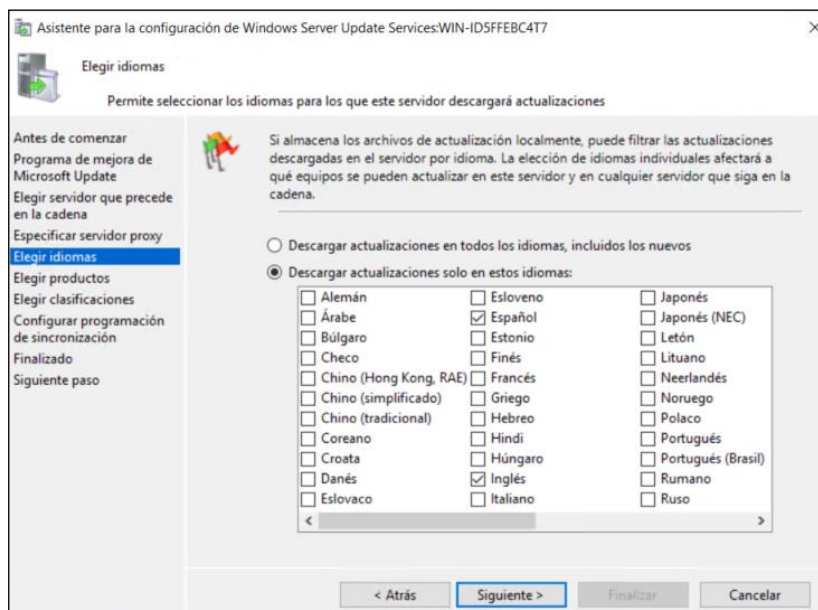 Asistente para la configuración de Windows Server Update Services:WIN-ID5FFEBC4T7
Elegir idiomas
Permite seleccionar los idiomas para los que este servidor descargará actualizaciones
Antes de comenzar
Programa de mejora de
Microsoft Update
Elegir servidor que precede
en la cadena
Especificar servidor proxy
Elegir idiomas
Elegir productos
Elegir clasificaciones
Configurar programación
de sincronización
Finalizado
Siguiente paso
Si almacena los archivos de actualización localmente, puede filtrar las actualizaciones
descargadas en el servidor por idioma. La elección de idiomas individuales afectará a
qué equipos se pueden actualizar en este servidor y en cualquier servidor que siga en la
cadena.
Descargar actualizaciones en todos los idiomas, incluidos los nuevos
Descargar actualizaciones solo en estos idiomas:
Alemán
Árabe
Búlgaro
Checo
Chino (Hong Kong, RAE)
Chino (simplificado)
Chino (tradicional)
Coreano
Croata
Danés
Eslovaco
Esloveno
Español
Estonio
Finés
Francés
Griego
Hebreo
Hindi
Húngaro
Inglés
Italiano
Japonés
Japonés (NEC)
Letón
Lituano
Neerlandés
Noruego
Polaco
Portugués
Portugués (Brasil)
Rumano
Ruso
< Atrás
Siguiente >
Finalizar
Cancelar